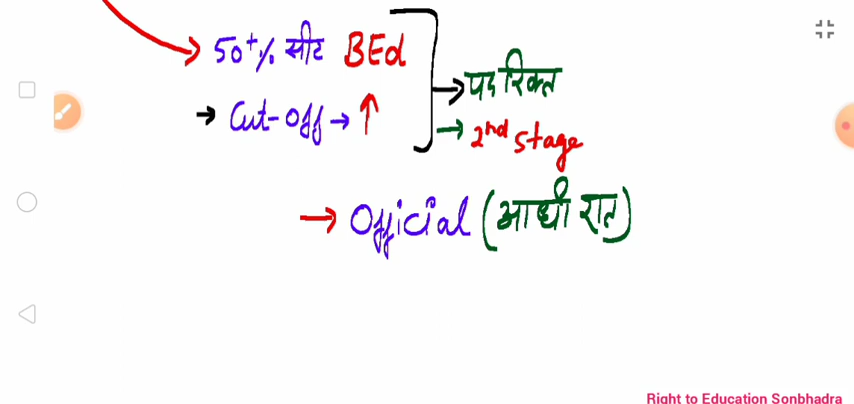 → 50+% सीट BEd
→ Cut-off → ↑
→ पद रिक्त
→ 2nd stage
→ Official (आधी रात)
Right to Education Sonbhadra